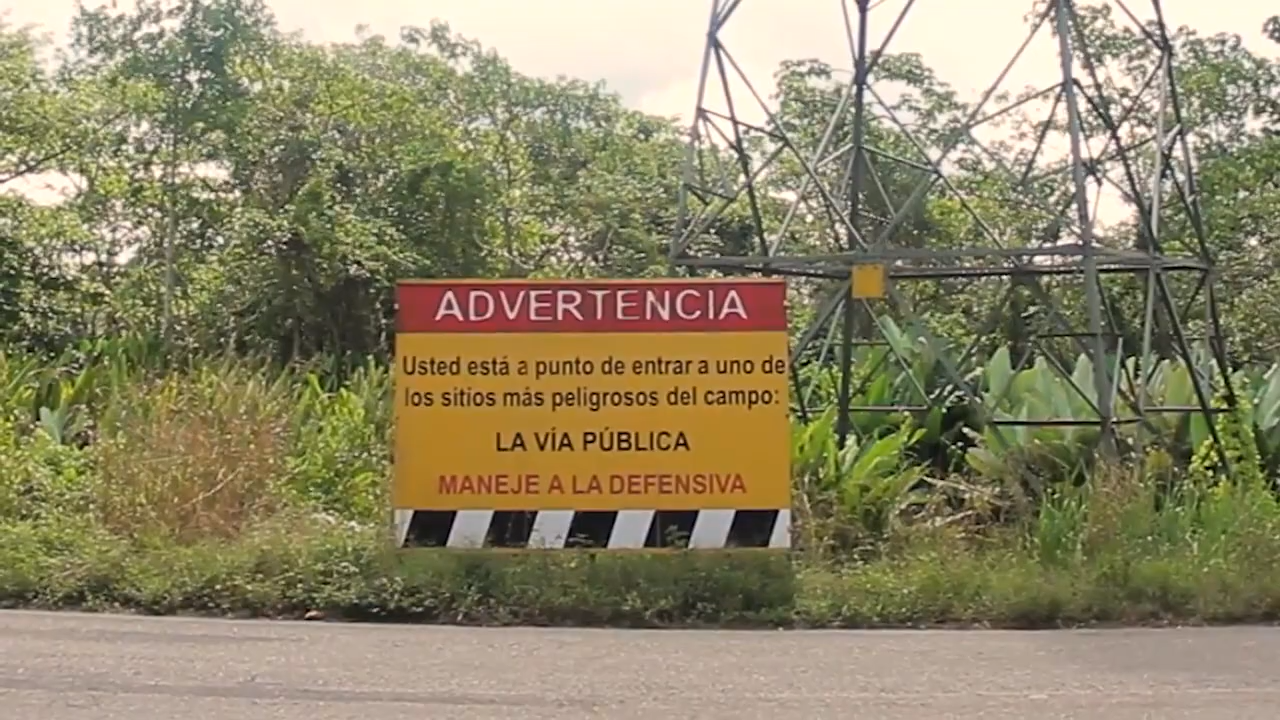 ADVERTENCIA
Usted está a punto de entrar a uno de
los sitios más peligrosos del campo:
LA VÍA PÚBLICA
MANEJE A LA DEFENSIVA